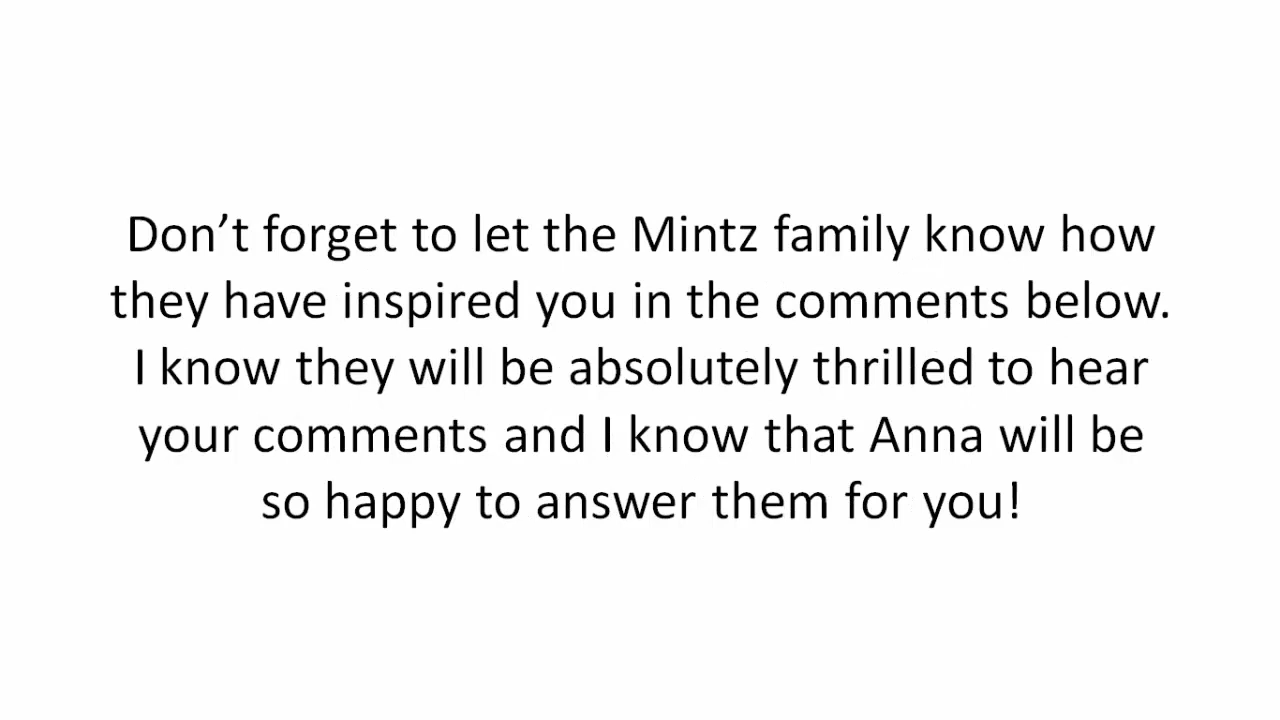 Don’t forget to let the Mintz family know how
they have inspired you in the comments below.
I know they will be absolutely thrilled to hear
your comments and I know that Anna will be
so happy to answer them for you!